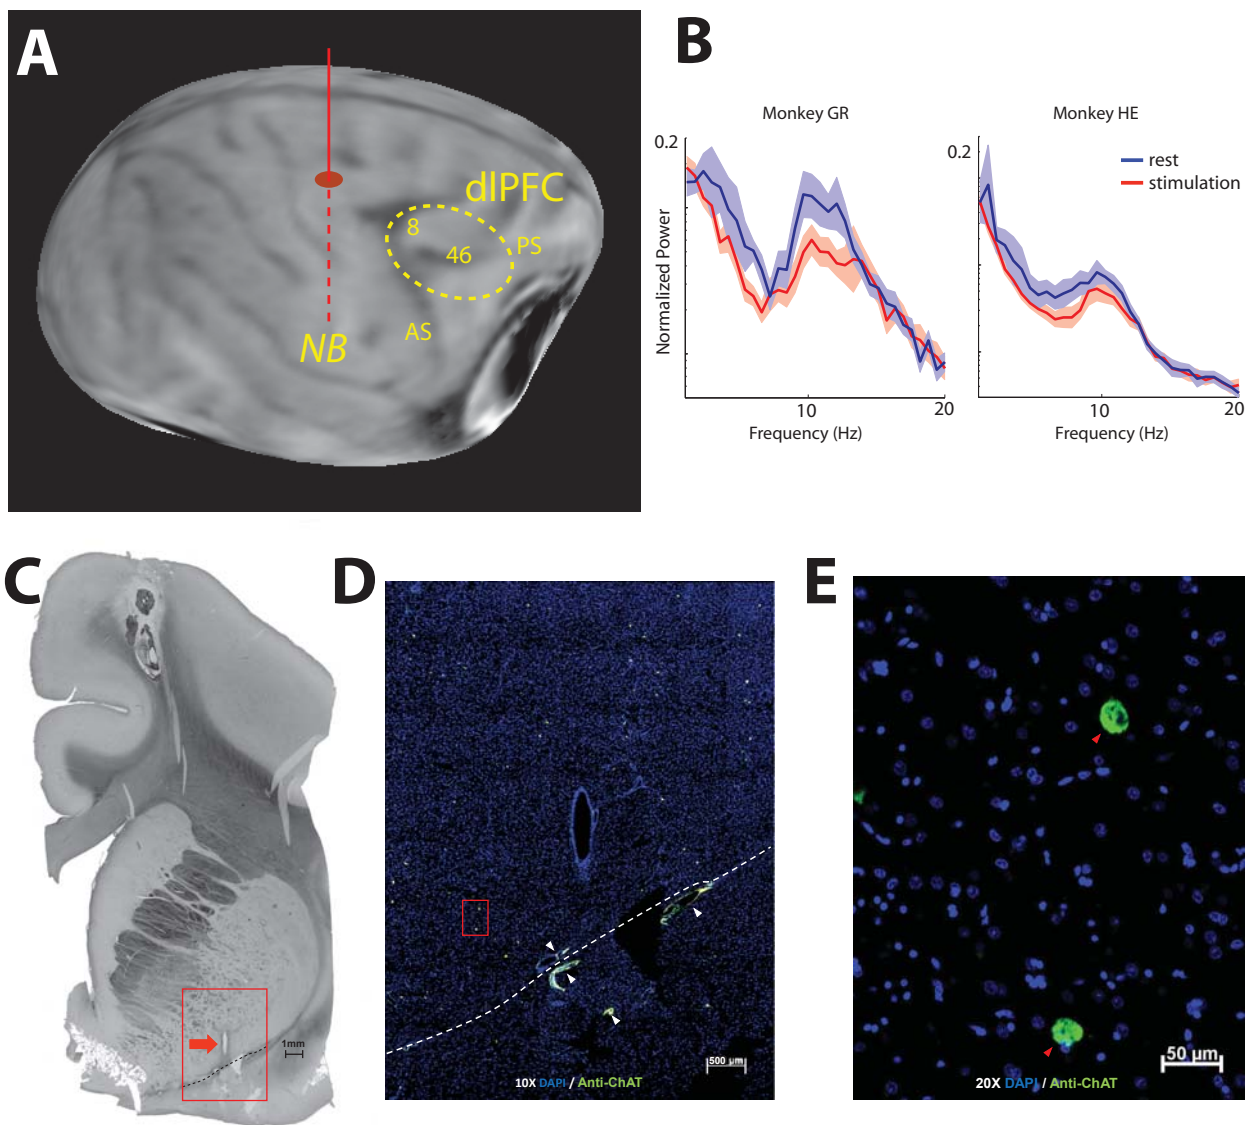 A
dlPFC
8
46
PS
AS
NB
B
Monkey GR
Monkey HE
0.2
0.2
rest
stimulation
Normalized Power
10
20
10
20
Frequency (Hz)
Frequency (Hz)
C
1mm
D
500 µm
10X DAPI / Anti-ChAT
E
50 µm
20X DAPI / Anti-ChAT